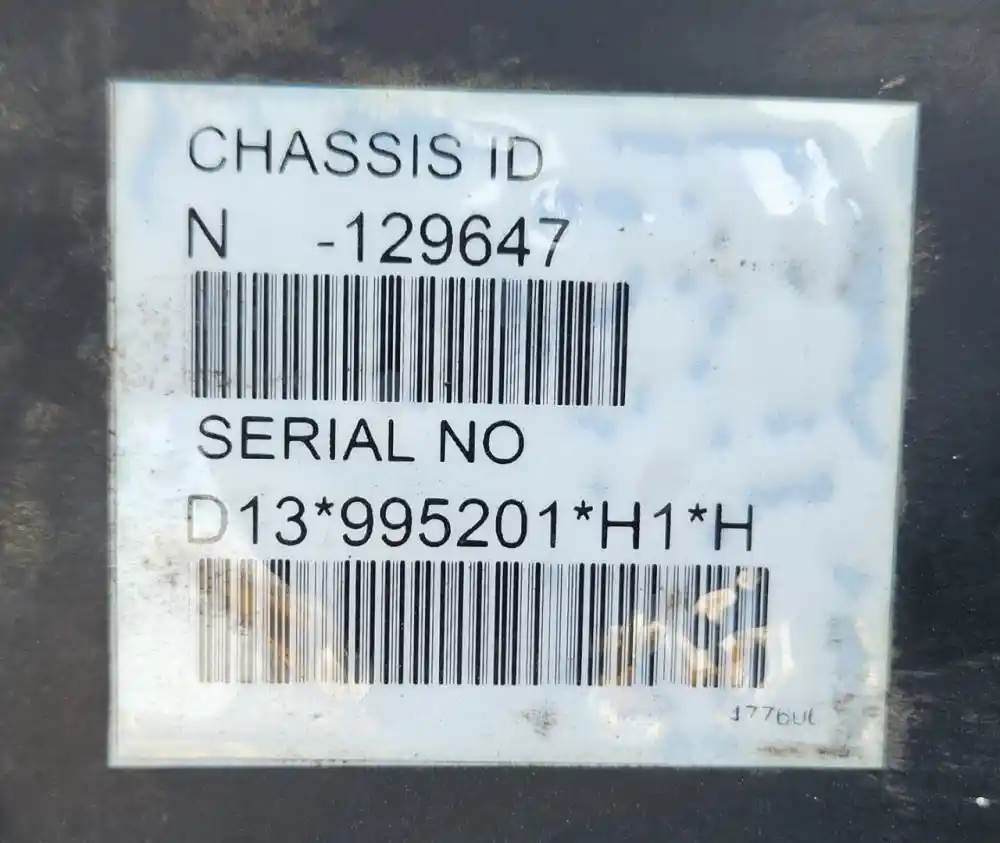 CHASSIS ID
N -129647
SERIAL NO
D13*995201*H1*H